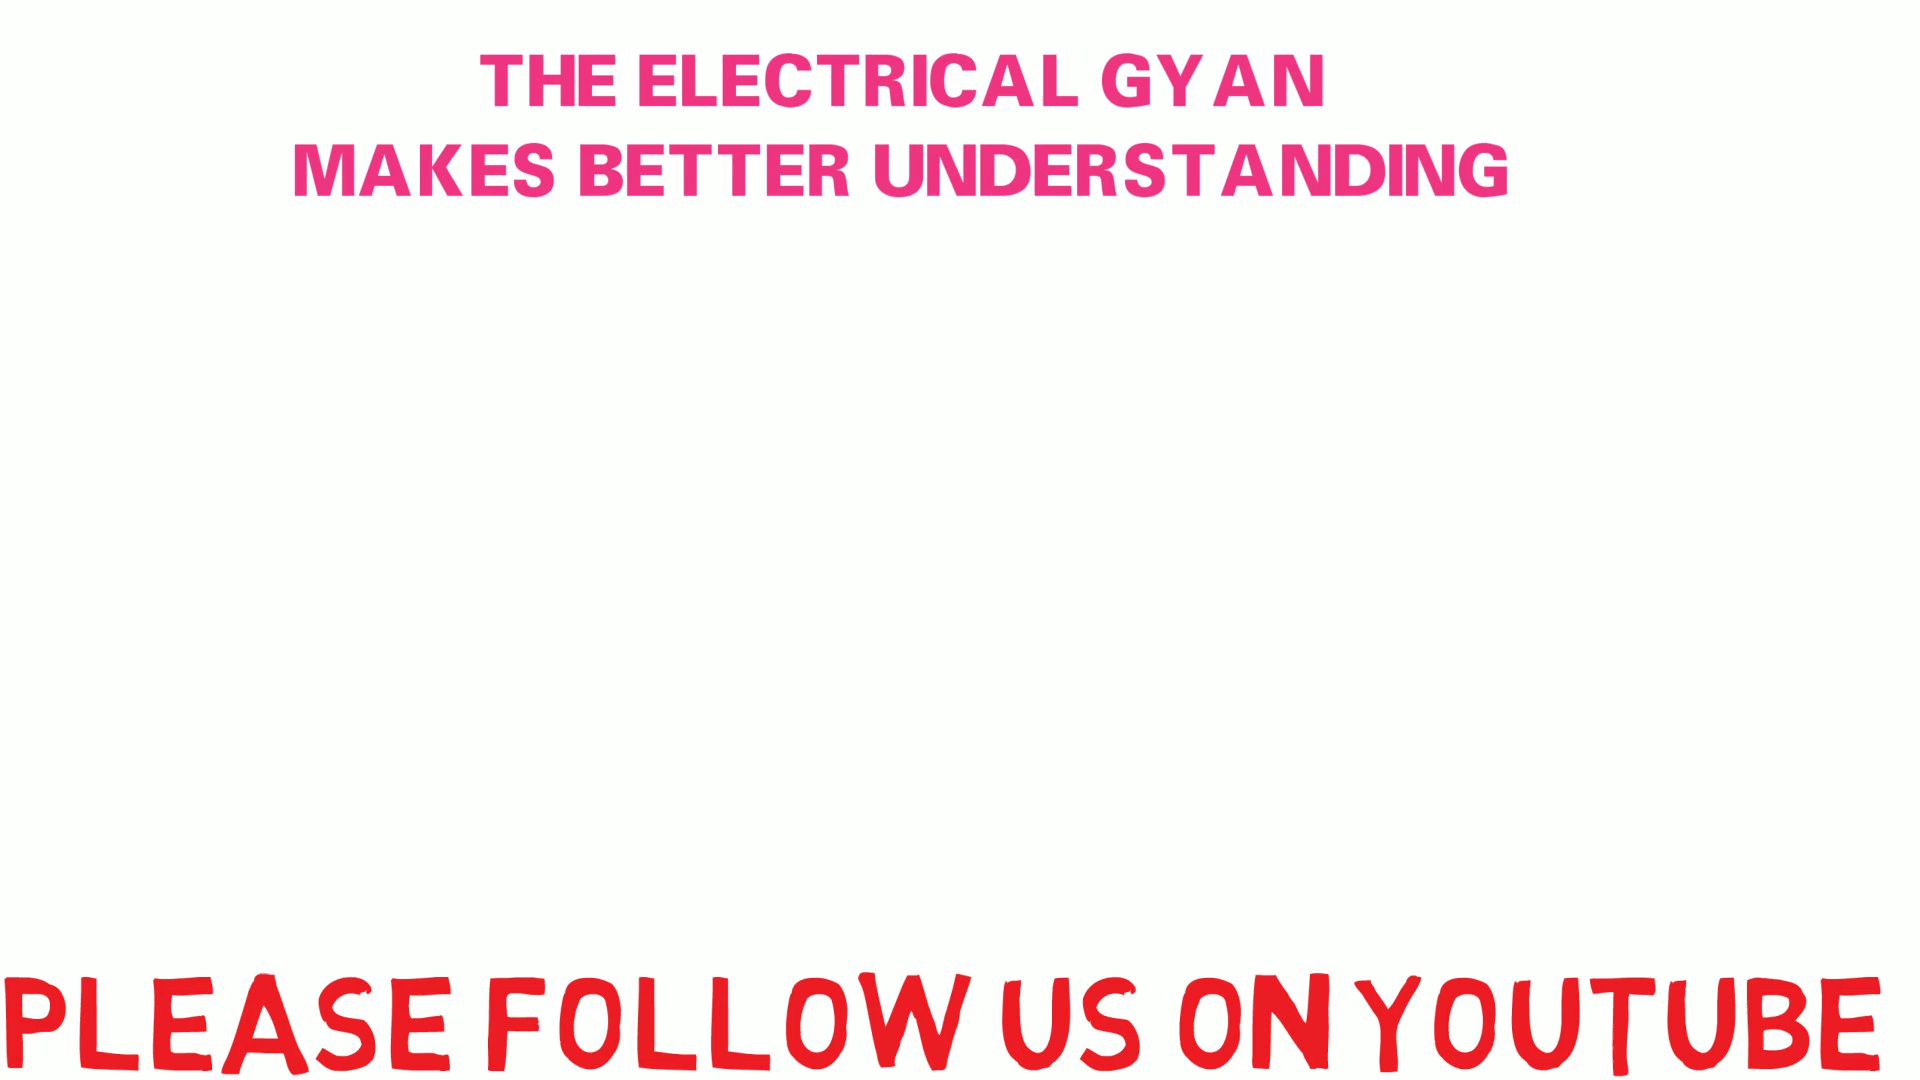 THE ELECTRICAL GYAN
MAKES BETTER UNDERSTANDING
PLEASE FOLLOW US ON YOUTUBE